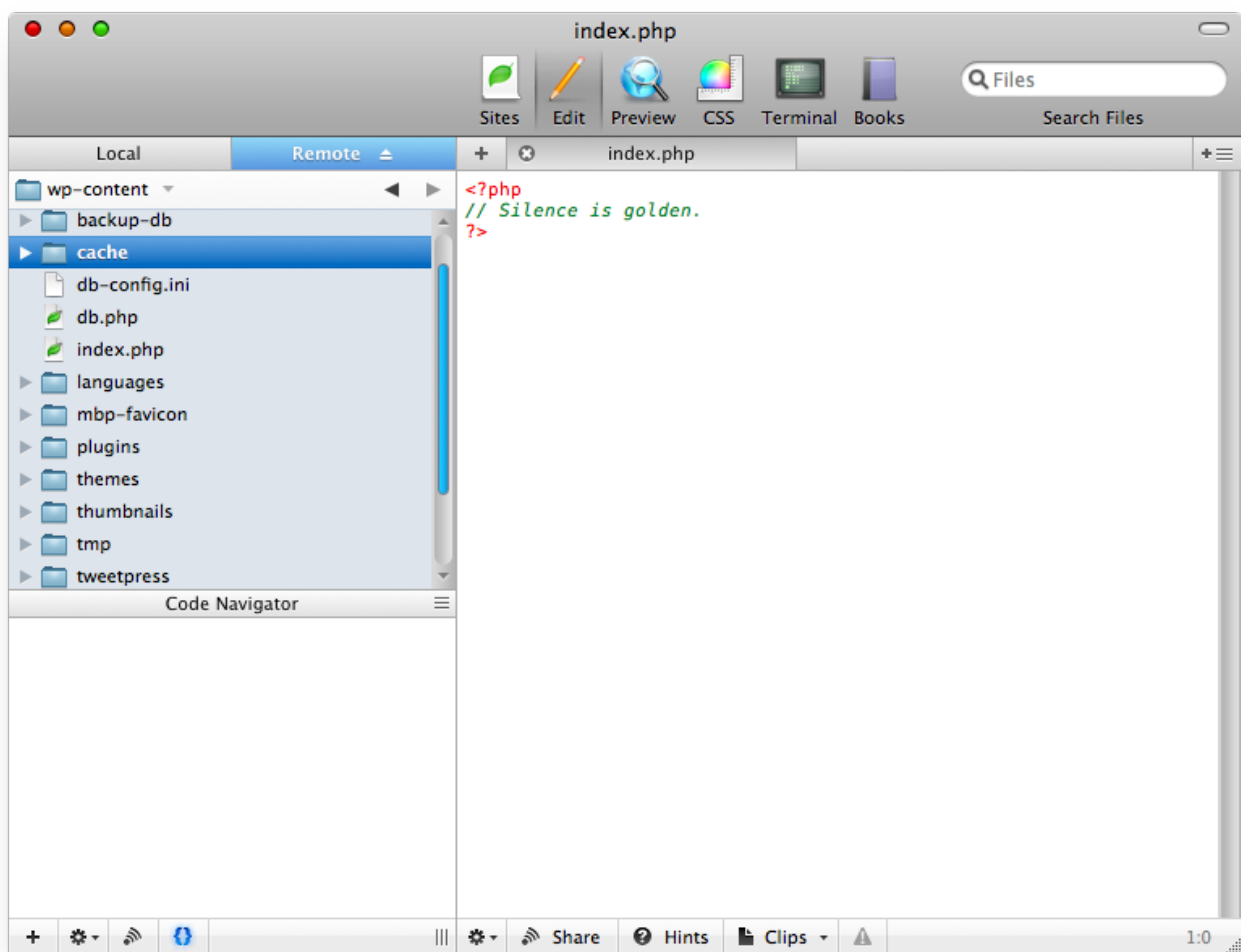 index.php
Sites Edit Preview CSS Terminal Books
Files
Search Files
Local Remote
index.php
wp-content
backup-db
cache
db-config.ini
db.php
index.php
languages
mbp-favicon
plugins
themes
thumbnails
tmp
tweetpress
Code Navigator
<?php
// Silence is golden.
?>
Share Hints Clips 1:0